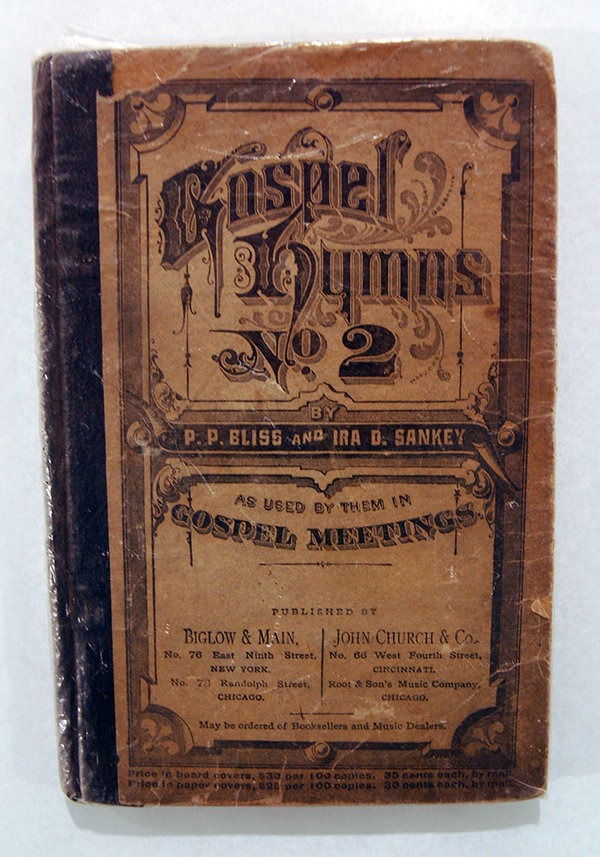 Gospel
Hymns
No. 2
BY
P. P. BLISS AND IRA D. SANKEY
AS USED BY THEM IN
GOSPEL MEETINGS.
PUBLISHED BY
BIGLOW & MAIN,
No. 76 East Ninth Street,
NEW YORK.
No. Randolph Street,
CHICAGO.
JOHN CHURCH & Co.
No. 66 West Fourth Street,
CINCINNATI.
Root & Son's Music Company,
CHICAGO.
May be ordered of Booksellers and Music Dealers.
Price in board covers, $30 per 100 copies. 35 cents each, by mail.
Price in paper covers, $25 per 100 copies. 30 cents each, by mail.